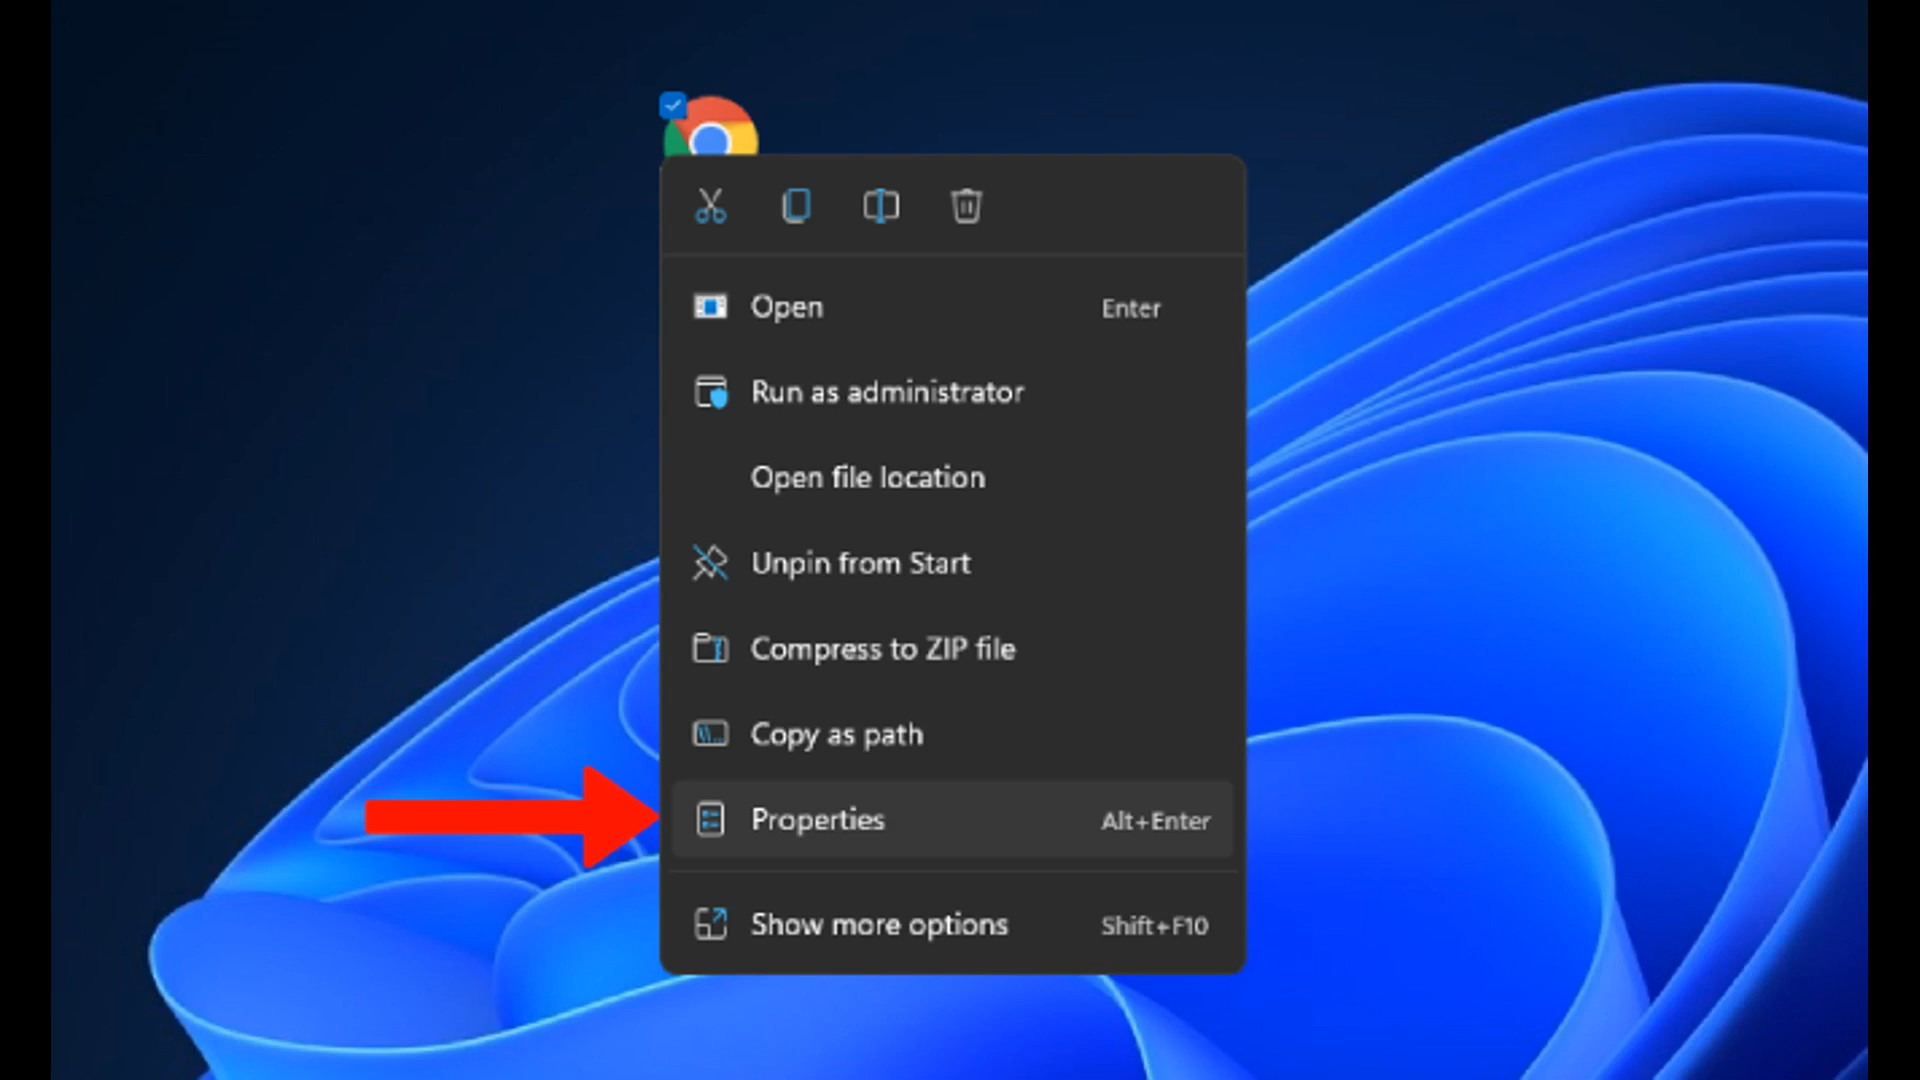 Open Enter
Run as administrator
Open file location
Unpin from Start
Compress to ZIP file
Copy as path
Properties Alt+Enter
Show more options Shift+F10